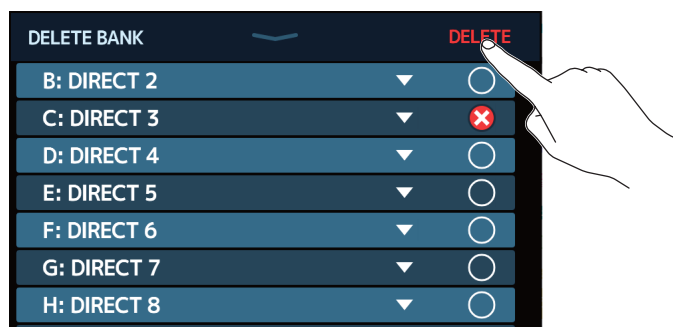 DELETE BANK DELETE
B: DIRECT 2
C: DIRECT 3
D: DIRECT 4
E: DIRECT 5
F: DIRECT 6
G: DIRECT 7
H: DIRECT 8